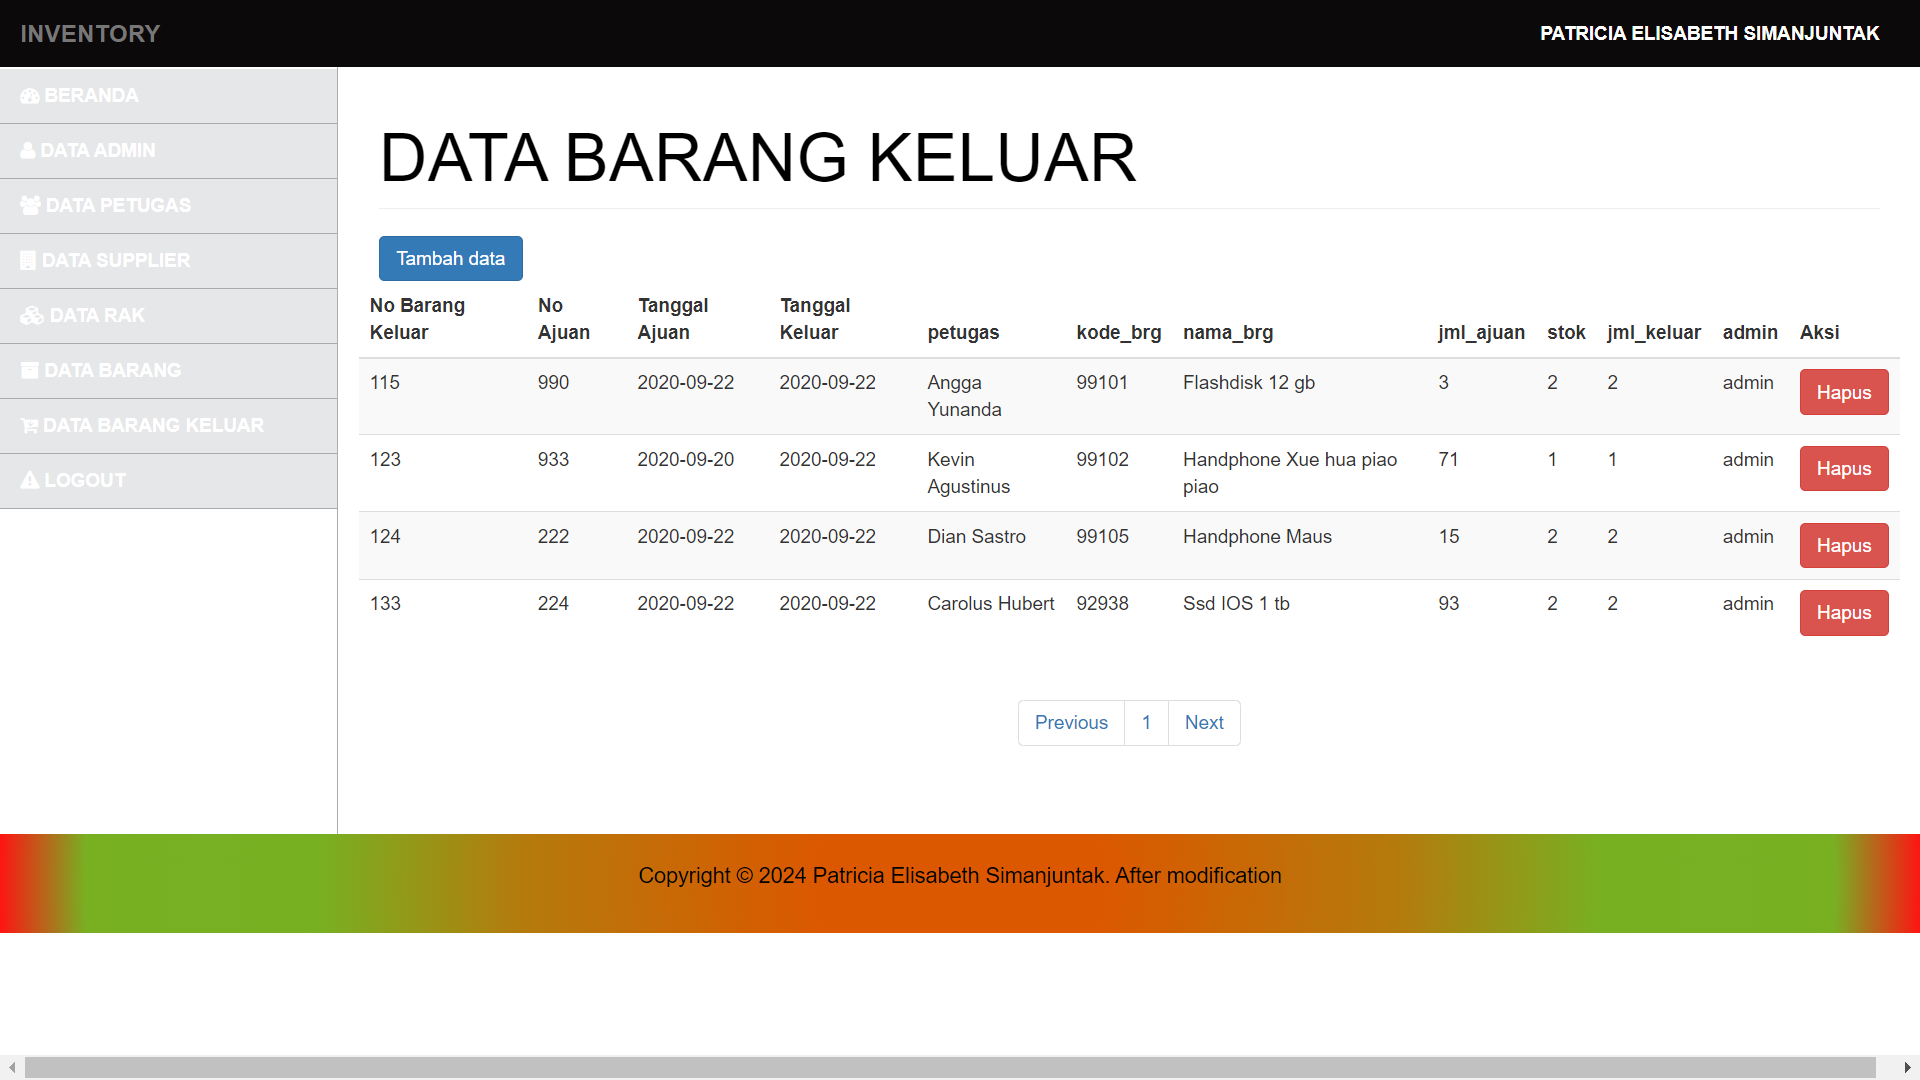 INVENTORY
PATRICIA ELISABETH SIMANJUNTAK
BERANDA
DATA ADMIN
DATA PETUGAS
DATA SUPPLIER
DATA RAK
DATA BARANG
DATA BARANG KELUAR
LOGOUT
DATA BARANG KELUAR
Tambah data
No Barang Keluar No Ajuan Tanggal Ajuan Tanggal Keluar petugas kode_brg nama_brg jml_ajuan stok jml_keluar admin Aksi
115 990 2020-09-22 2020-09-22 Angga Yunanda 99101 Flashdisk 12 gb 3 2 2 admin Hapus
123 933 2020-09-20 2020-09-22 Kevin Agustinus 99102 Handphone Xue hua piao piao 71 1 1 admin Hapus
124 222 2020-09-22 2020-09-22 Dian Sastro 99105 Handphone Maus 15 2 2 admin Hapus
133 224 2020-09-22 2020-09-22 Carolus Hubert 92938 Ssd IOS 1 tb 93 2 2 admin Hapus
Previous 1 Next
Copyright © 2024 Patricia Elisabeth Simanjuntak. After modification